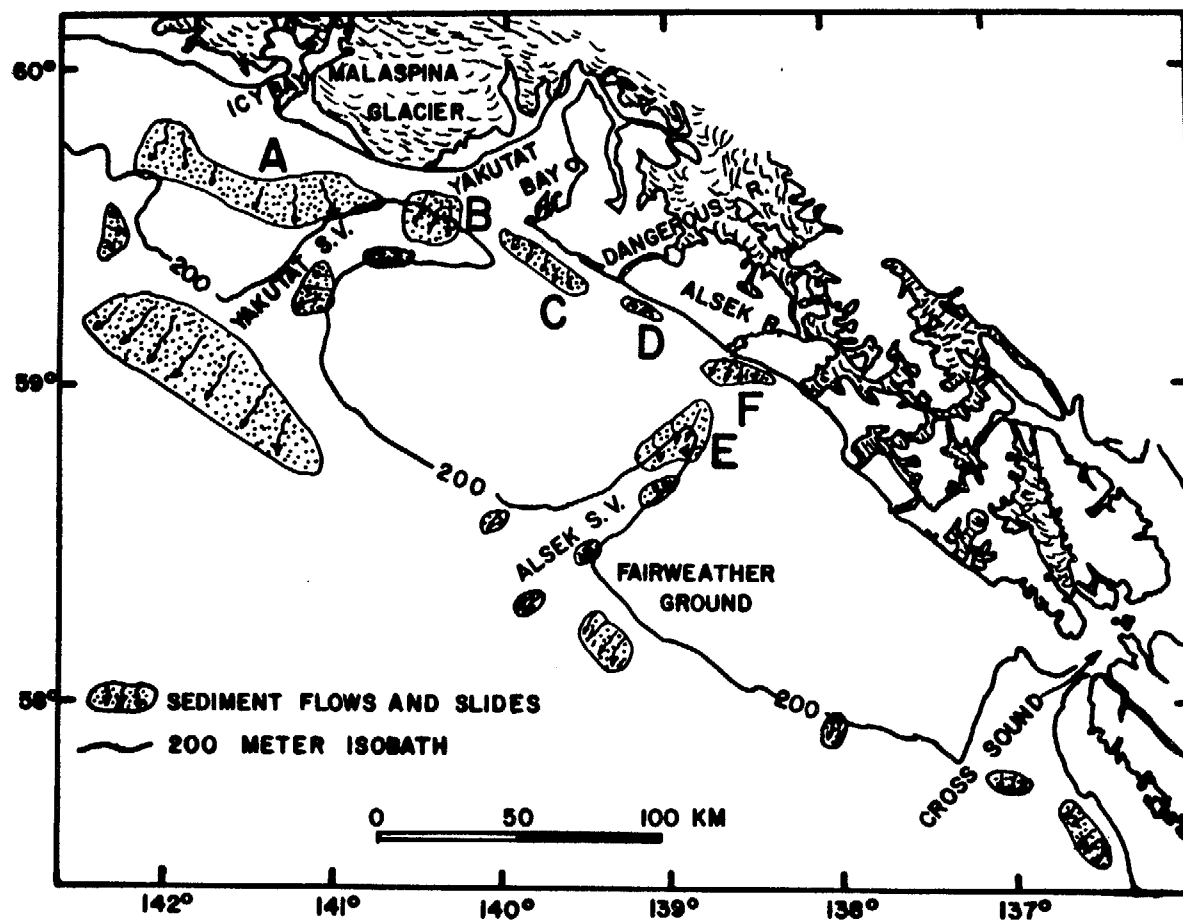 60°
59°
58°
ICY BAY
MALASPINA
GLACIER
A
YAKUTAT
BAY
B
YAKUTAT S.V.
200
C
DANGEROUS R.
D
ALSEK R.
F
E
200
ALSEK S.V.
FAIRWEATHER
GROUND
200
CROSS SOUND
SEDIMENT FLOWS AND SLIDES
200 METER ISOBATH
0 50 100 KM
142° 141° 140° 139° 138° 137°